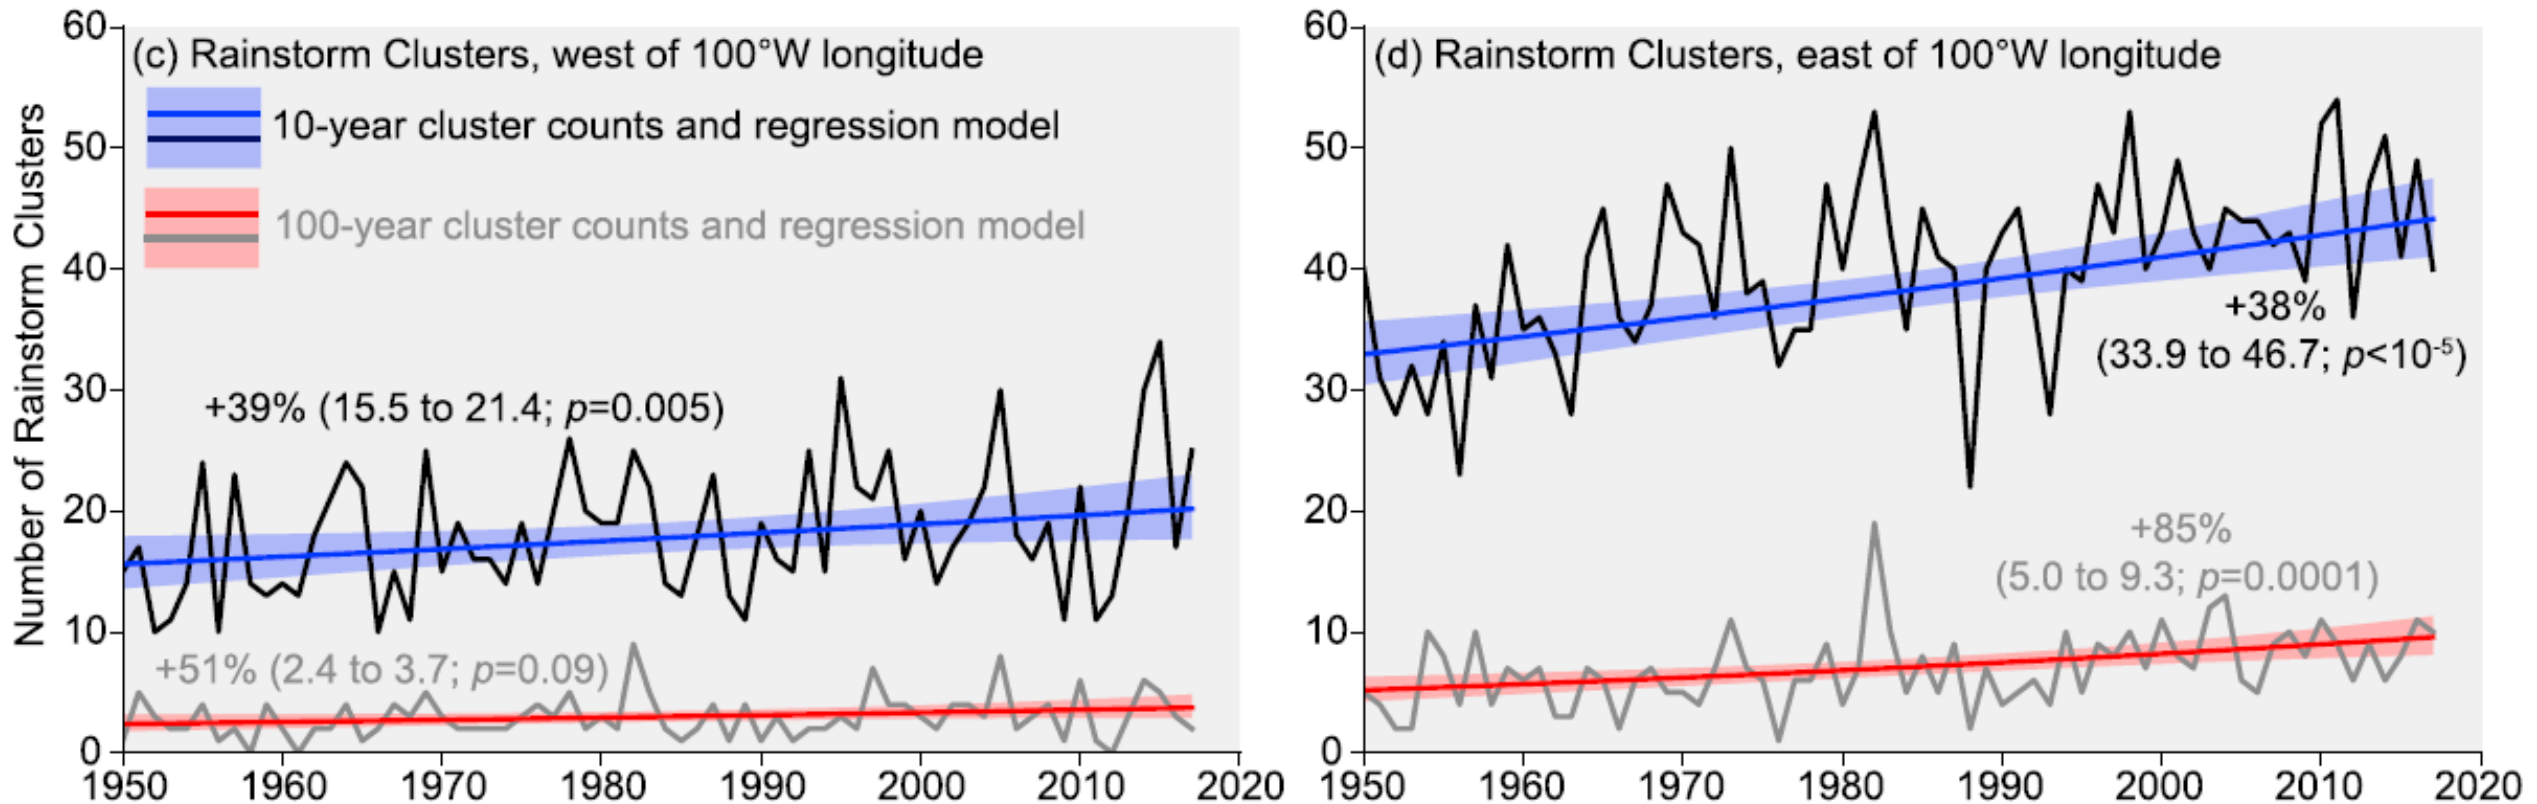 Number of Rainstorm Clusters
60
50
40
30
20
10
0
(c) Rainstorm Clusters, west of 100°W longitude
10-year cluster counts and regression model
100-year cluster counts and regression model
+39% (15.5 to 21.4; p=0.005)
+51% (2.4 to 3.7; p=0.09)
1950 1960 1970 1980 1990 2000 2010 2020
60
50
40
30
20
10
0
(d) Rainstorm Clusters, east of 100°W longitude
+38%
(33.9 to 46.7; p<10⁻⁵)
+85%
(5.0 to 9.3; p=0.0001)
1950 1960 1970 1980 1990 2000 2010 2020